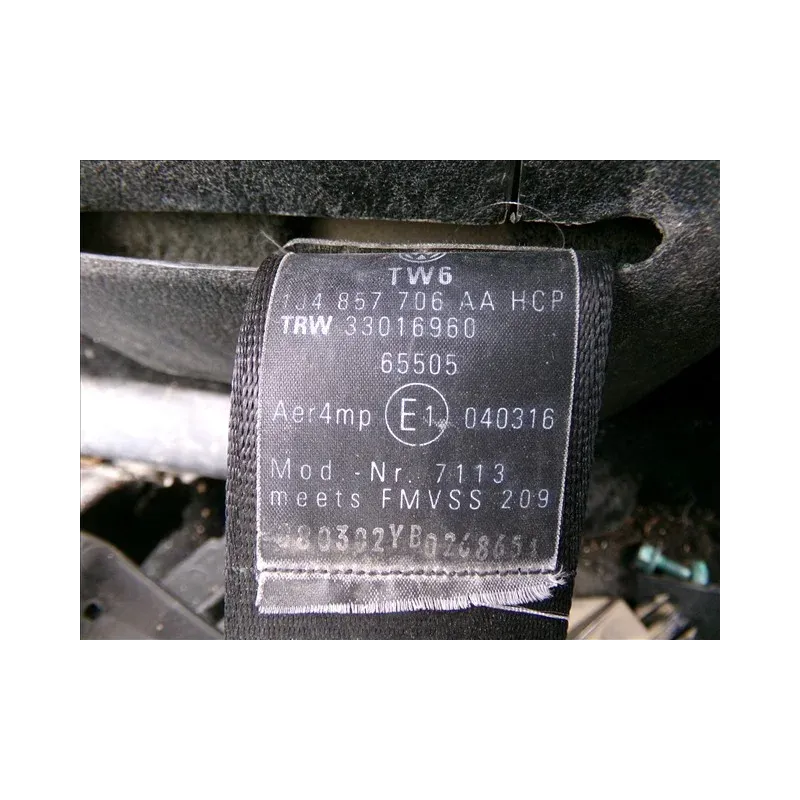 TW6
1J4 857 706 AA HCP
TRW 33016960
65505
Aer4mp E1 040316
Mod.-Nr. 7113
meets FMVSS 209